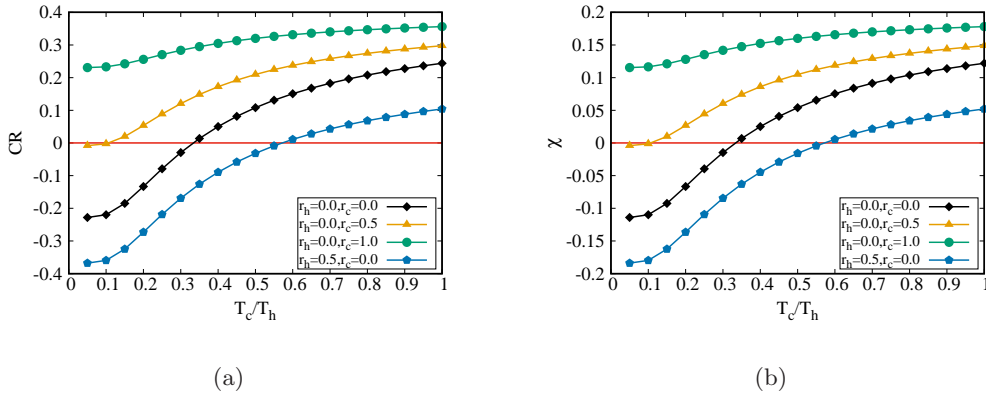 0.4
0.3
0.2
0.1
0
-0.1
-0.2
-0.3
-0.4
CR
0 0.1 0.2 0.3 0.4 0.5 0.6 0.7 0.8 0.9 1
T_c/T_h
r_h=0.0,r_c=0.0
r_h=0.0,r_c=0.5
r_h=0.0,r_c=1.0
r_h=0.5,r_c=0.0
(a)
0.2
0.15
0.1
0.05
0
-0.05
-0.1
-0.15
-0.2
χ
0 0.1 0.2 0.3 0.4 0.5 0.6 0.7 0.8 0.9 1
T_c/T_h
r_h=0.0,r_c=0.0
r_h=0.0,r_c=0.5
r_h=0.0,r_c=1.0
r_h=0.5,r_c=0.0
(b)